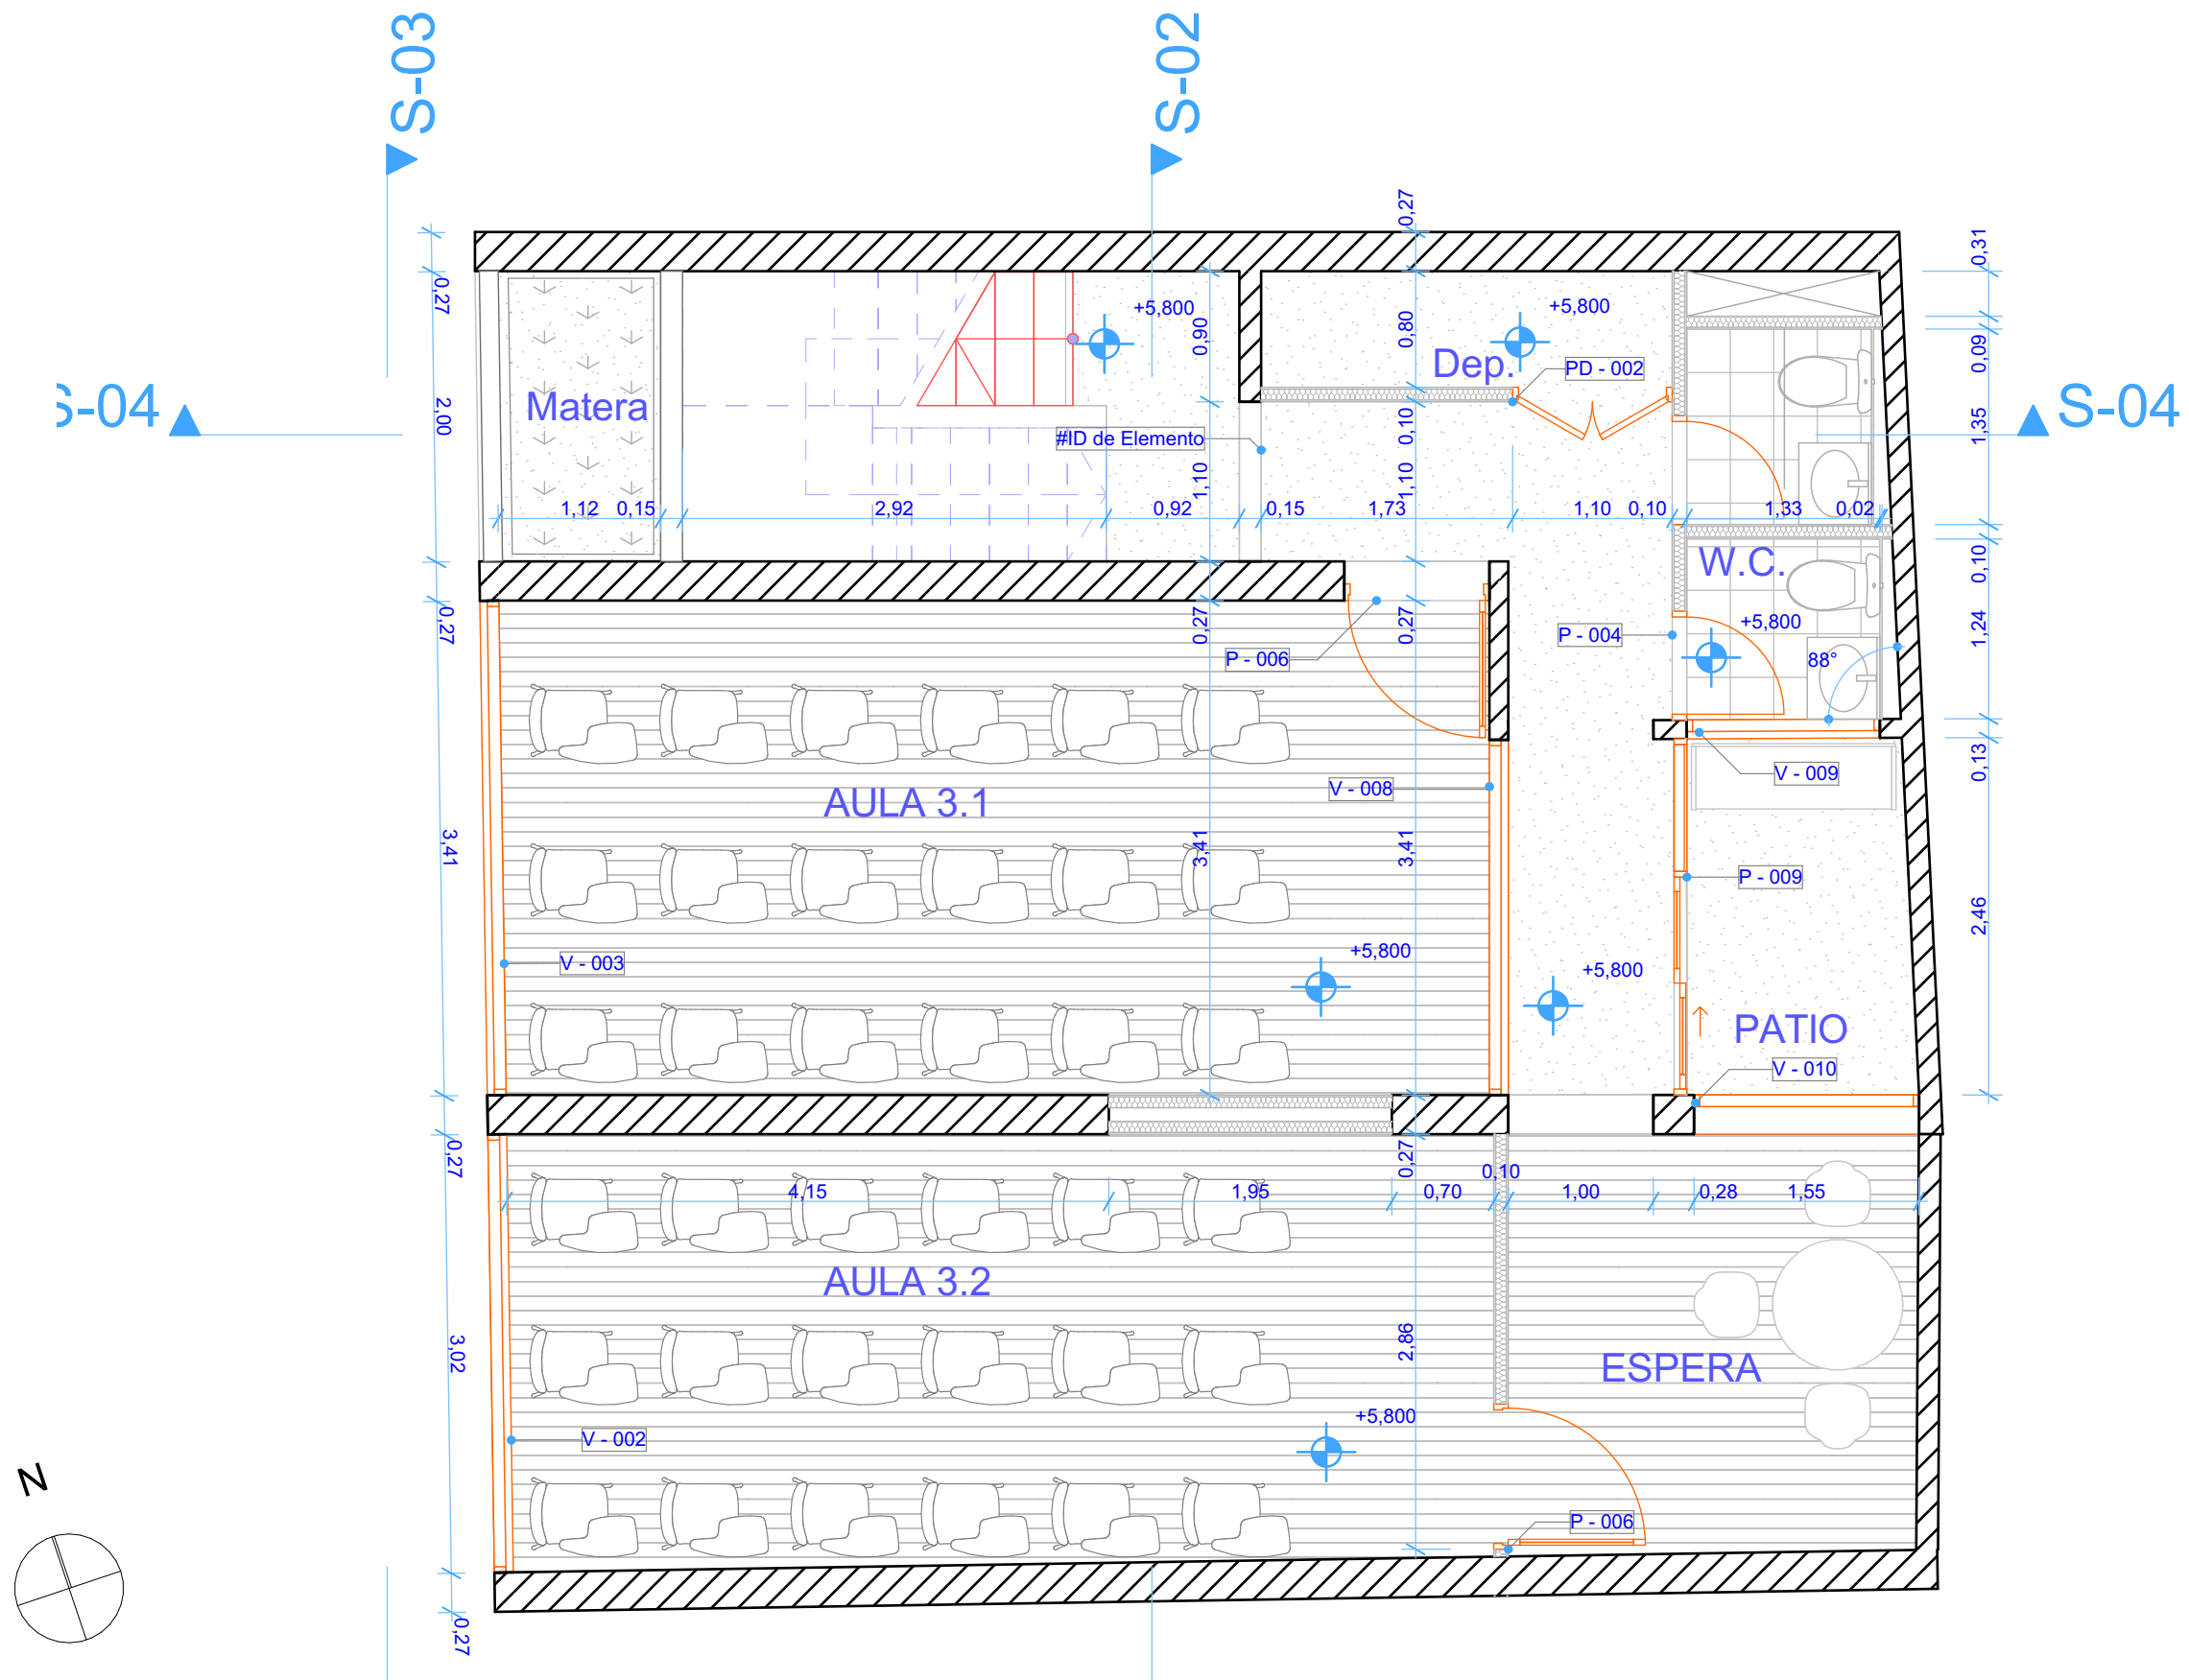 S-03
S-02
0,27
0,31
0,27
+5,800
+5,800
0,90
0,80
0,09
Dep.
PD - 002
Matera
2,00
S-04
S-04
#ID de Elemento
0,10
1,35
1,10
1,10
1,12
0,15
2,92
0,92
0,15
1,73
1,10
0,10
1,33
0,02
W.C.
0,10
0,27
0,27
0,27
+5,800
P - 004
1,24
P - 006
88°
V - 009
0,13
V - 008
AULA 3.1
3,41
3,41
3,41
P - 009
2,46
+5,800
V - 003
+5,800
PATIO
V - 010
0,27
0,27
0,10
4,15
1,95
0,70
1,00
0,28
1,55
AULA 3.2
3,02
2,86
ESPERA
+5,800
V - 002
N
P - 006
0,27